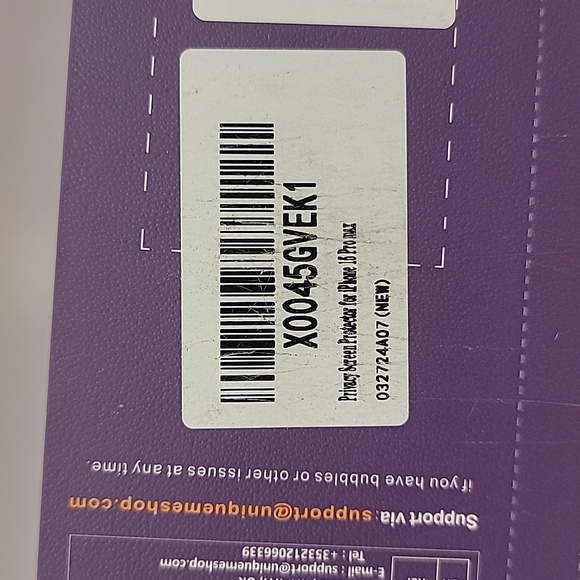 X0045GVEK1
Privacy Screen Protector for iPhone 16 Pro max
032724A07 (NEW)
if you have bubbles or other issues at any time.
Support via:support@uniquemeshop.com
E-mail : support@uniquemeshop.com
Tel : +353212066339